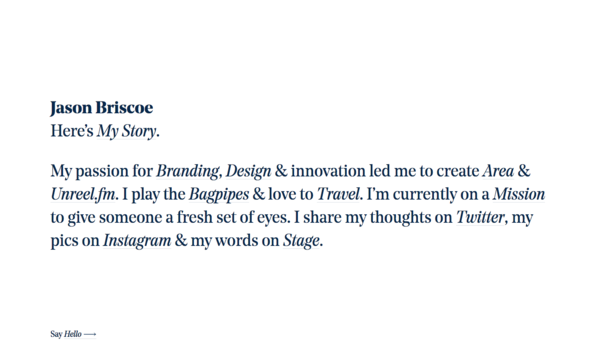 Jason Briscoe
Here's My Story.
My passion for Branding, Design & innovation led me to create Area &
Unreel.fm. I play the Bagpipes & love to Travel. I'm currently on a Mission
to give someone a fresh set of eyes. I share my thoughts on Twitter, my
pics on Instagram & my words on Stage.
Say Hello ⟶